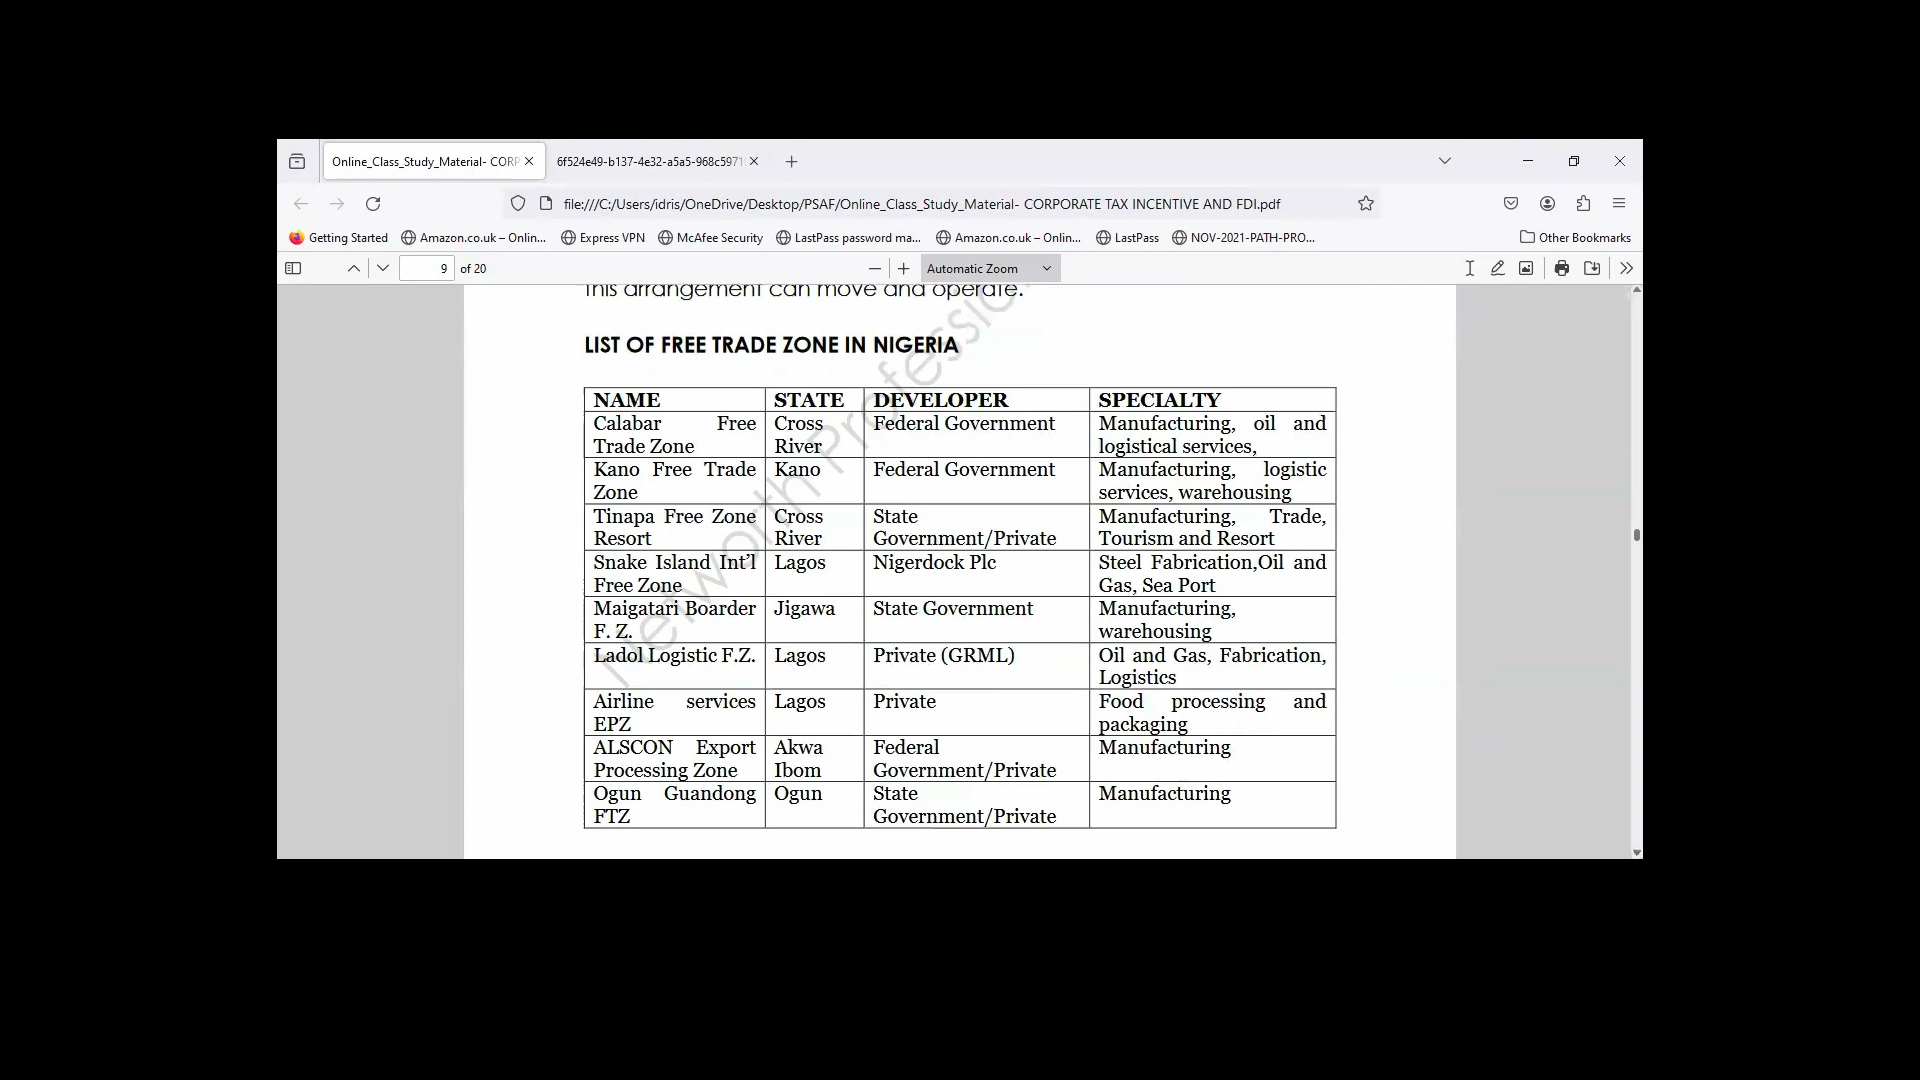 Online_Class_Study_Material- CORP
6f524e49-b137-4e32-a5a5-968c5971
file:///C:/Users/idris/OneDrive/Desktop/PSAF/Online_Class_Study_Material- CORPORATE TAX INCENTIVE AND FDI.pdf
Getting Started Amazon.co.uk – Onlin... Express VPN McAfee Security LastPass password ma... Amazon.co.uk – Onlin... LastPass NOV-2021-PATH-PRO... Other Bookmarks
9 of 20 Automatic Zoom
this arrangement can move and operate.
LIST OF FREE TRADE ZONE IN NIGERIA
NAME STATE DEVELOPER SPECIALTY
Calabar Free Cross Federal Government Manufacturing, oil and
Trade Zone River logistical services,
Kano Free Trade Kano Federal Government Manufacturing, logistic
Zone services, warehousing
Tinapa Free Zone Cross State Manufacturing, Trade,
Resort River Government/Private Tourism and Resort
Snake Island Int’l Lagos Nigerdock Plc Steel Fabrication,Oil and
Free Zone Gas, Sea Port
Maigatari Boarder Jigawa State Government Manufacturing,
F. Z. warehousing
Ladol Logistic F.Z. Lagos Private (GRML) Oil and Gas, Fabrication,
Logistics
Airline services Lagos Private Food processing and
EPZ packaging
ALSCON Export Akwa Federal Manufacturing
Processing Zone Ibom Government/Private
Ogun Guandong Ogun State Manufacturing
FTZ Government/Private
Networth Professio